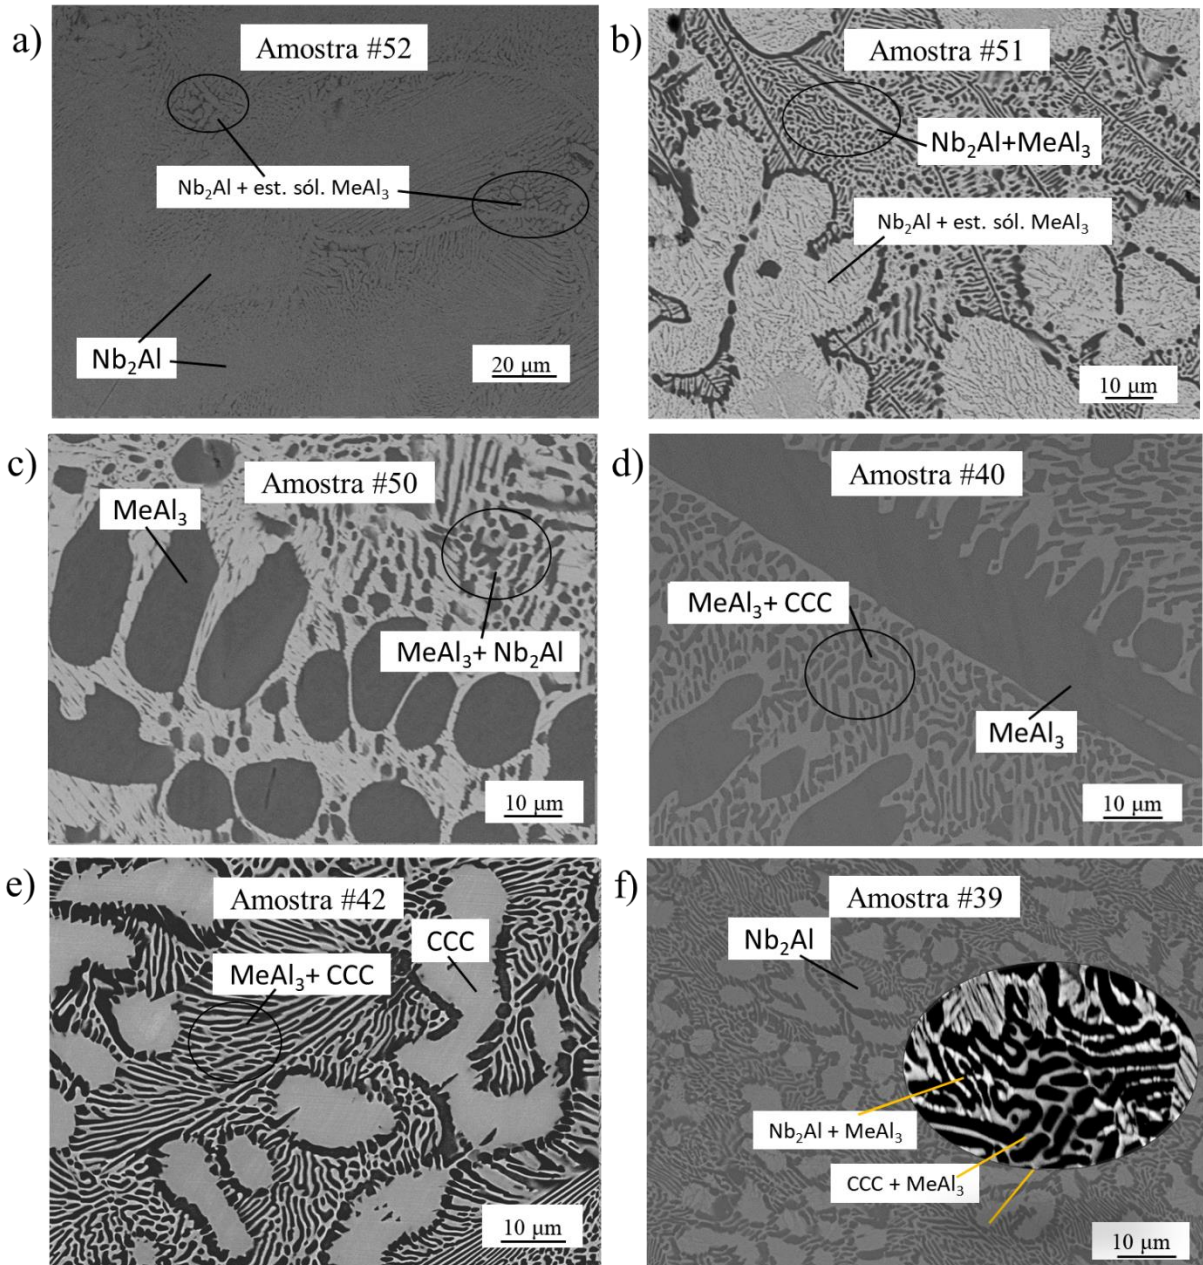 a)
Amostra #52
Nb₂Al + est. sól. MeAl₃
Nb₂Al
20 µm
b)
Amostra #51
Nb₂Al+MeAl₃
Nb₂Al + est. sól. MeAl₃
10 µm
c)
Amostra #50
MeAl₃
MeAl₃+ Nb₂Al
10 µm
d)
Amostra #40
MeAl₃+ CCC
MeAl₃
10 µm
e)
Amostra #42
CCC
MeAl₃+ CCC
10 µm
f)
Amostra #39
Nb₂Al
Nb₂Al + MeAl₃
CCC + MeAl₃
10 µm